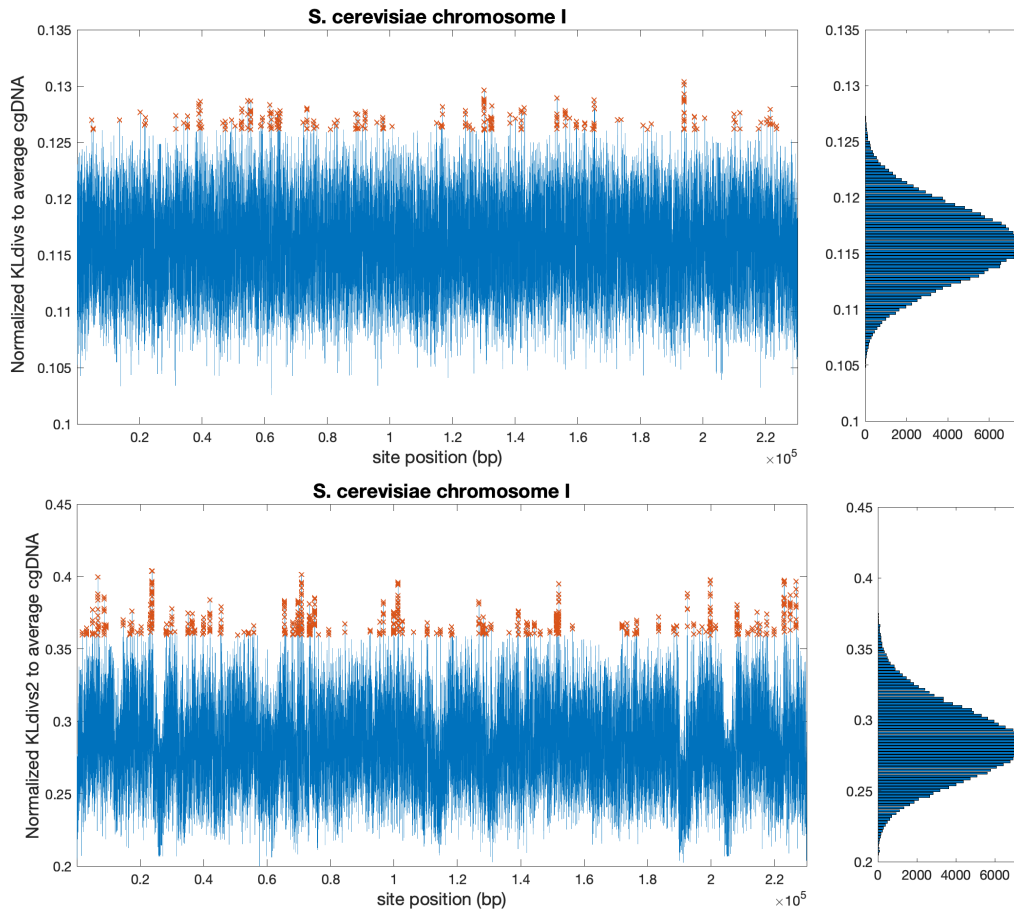 S. cerevisiae chromosome I
Normalized KLdivs to average cgDNA
0.135
0.13
0.125
0.12
0.115
0.11
0.105
0.1
0.2 0.4 0.6 0.8 1 1.2 1.4 1.6 1.8 2 2.2
site position (bp)
×10^5
0.135
0.13
0.125
0.12
0.115
0.11
0.105
0.1
0 2000 4000 6000
S. cerevisiae chromosome I
Normalized KLdivs2 to average cgDNA
0.45
0.4
0.35
0.3
0.25
0.2
0.2 0.4 0.6 0.8 1 1.2 1.4 1.6 1.8 2 2.2
site position (bp)
×10^5
0.45
0.4
0.3
0.25
0.2
0 2000 4000 6000